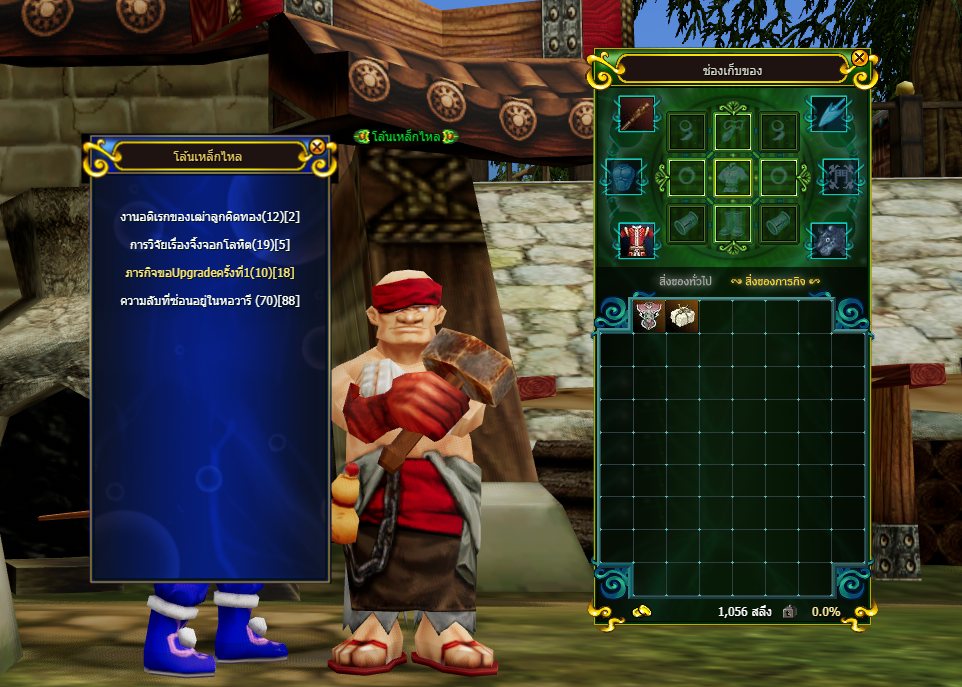 โล้นเหล็กไหล
งานอดิเรกของเฒ่าลูกคิดทอง(12)[2]
การวิจัยเรื่องจิ้งจอกโลหิต(19)[5]
ภารกิจขอUpgradeครั้งที่1(10)[18]
ความลับที่ซ่อนอยู่ในหอวารี (70)[88]
โล้นเหล็กไหล
ช่องเก็บของ
สิ่งของทั่วไป สิ่งของภารกิจ
1,056 สลึง 0.0%